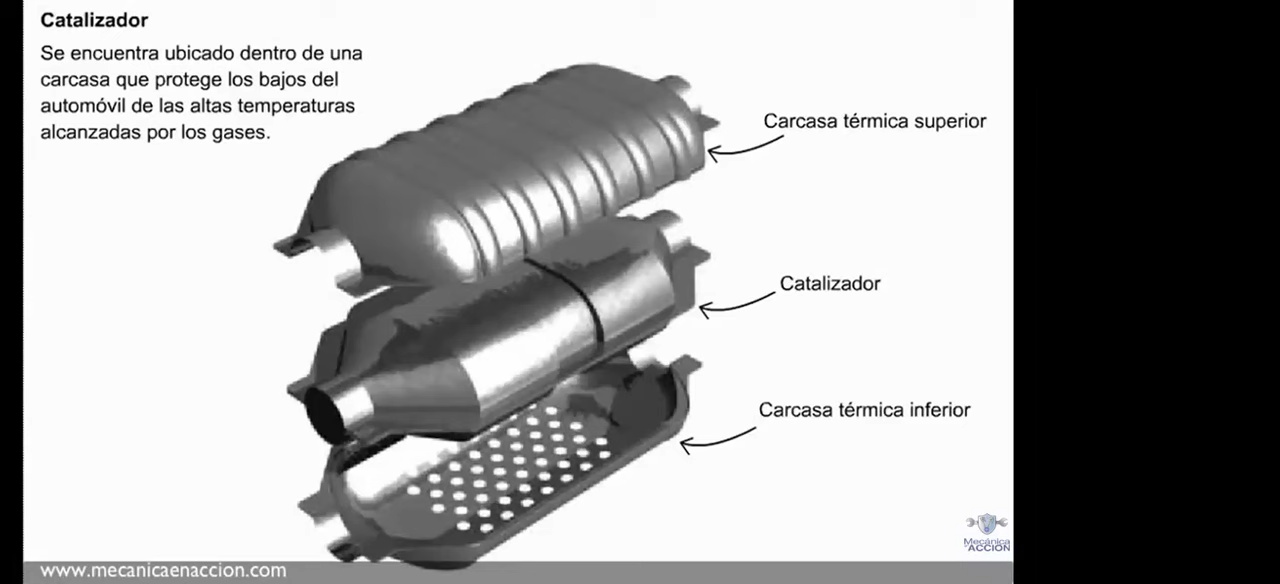 Catalizador
Se encuentra ubicado dentro de una
carcasa que protege los bajos del
automóvil de las altas temperaturas
alcanzadas por los gases.
Carcasa térmica superior
Catalizador
Carcasa térmica inferior
Mecánica
ACCIÓN
www.mecanicaenaccion.com